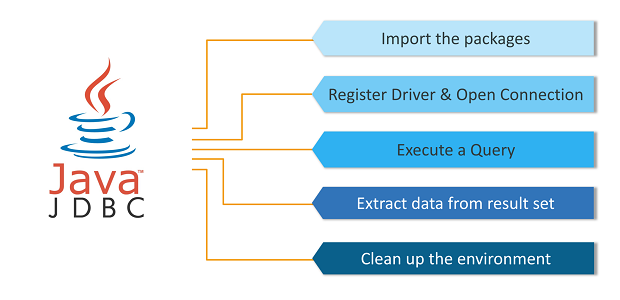 Import the packages
Register Driver & Open Connection
Execute a Query
Extract data from result set
Clean up the environment
Java™
JDBC